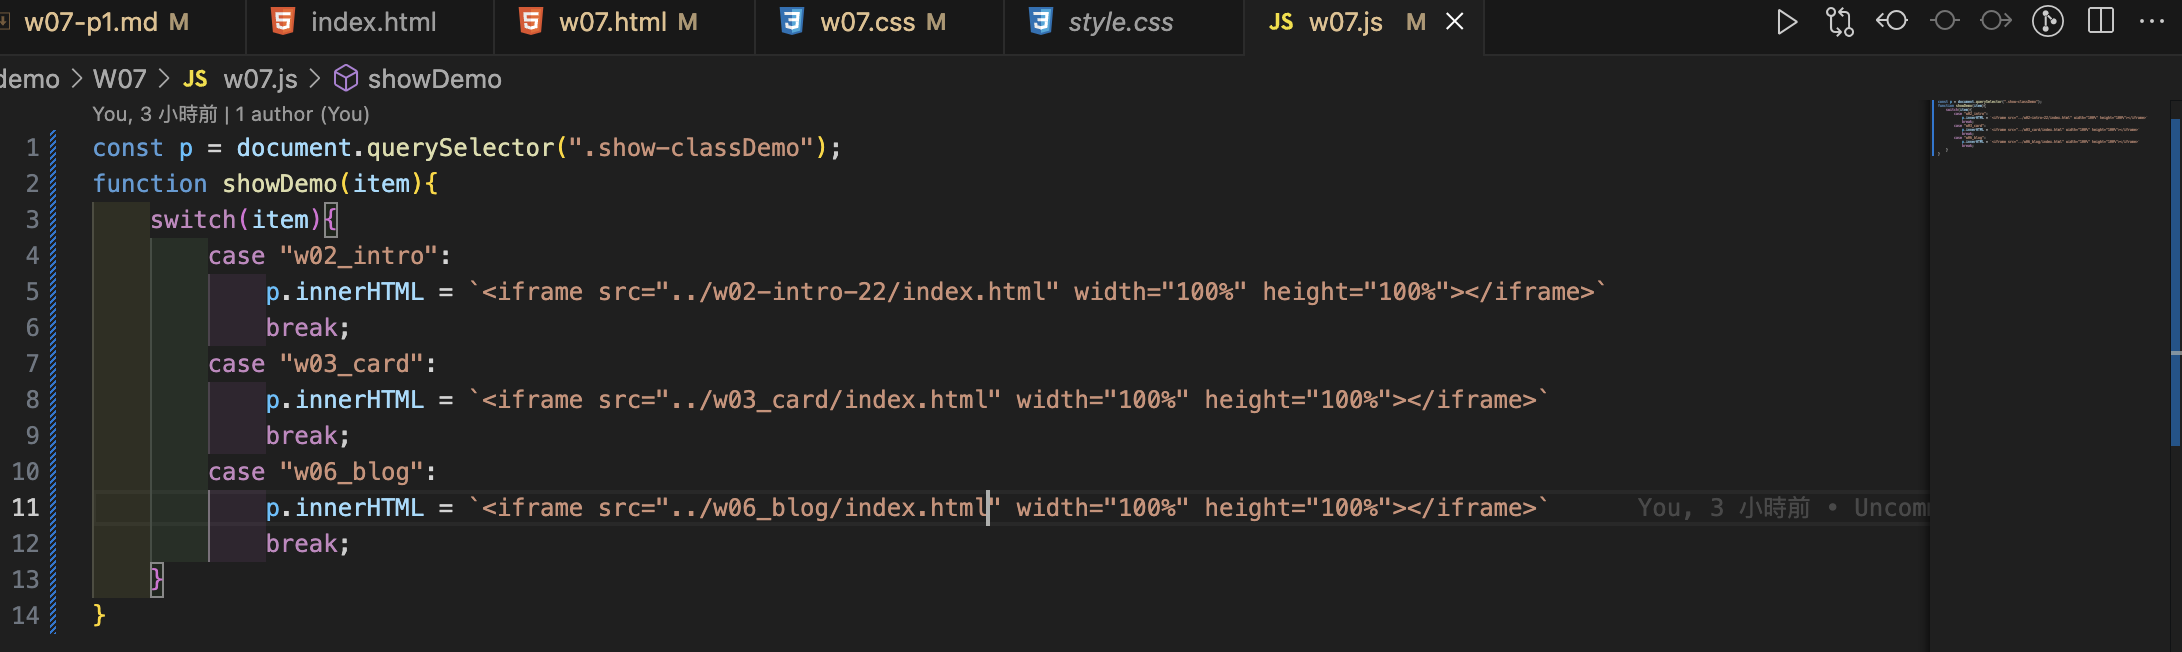 w07-p1.md M index.html w07.html M w07.css M style.css JS w07.js M
demo > W07 > JS w07.js > showDemo
You, 3 小時前 | 1 author (You)
1 const p = document.querySelector(".show-classDemo");
2 function showDemo(item){
3 switch(item){
4 case "w02_intro":
5 p.innerHTML = `<iframe src="../w02-intro-22/index.html" width="100%" height="100%"></iframe>`
6 break;
7 case "w03_card":
8 p.innerHTML = `<iframe src="../w03_card/index.html" width="100%" height="100%"></iframe>`
9 break;
10 case "w06_blog":
11 p.innerHTML = `<iframe src="../w06_blog/index.html" width="100%" height="100%"></iframe>` You, 3 小時前 • Uncom
12 break;
13 }
14 }